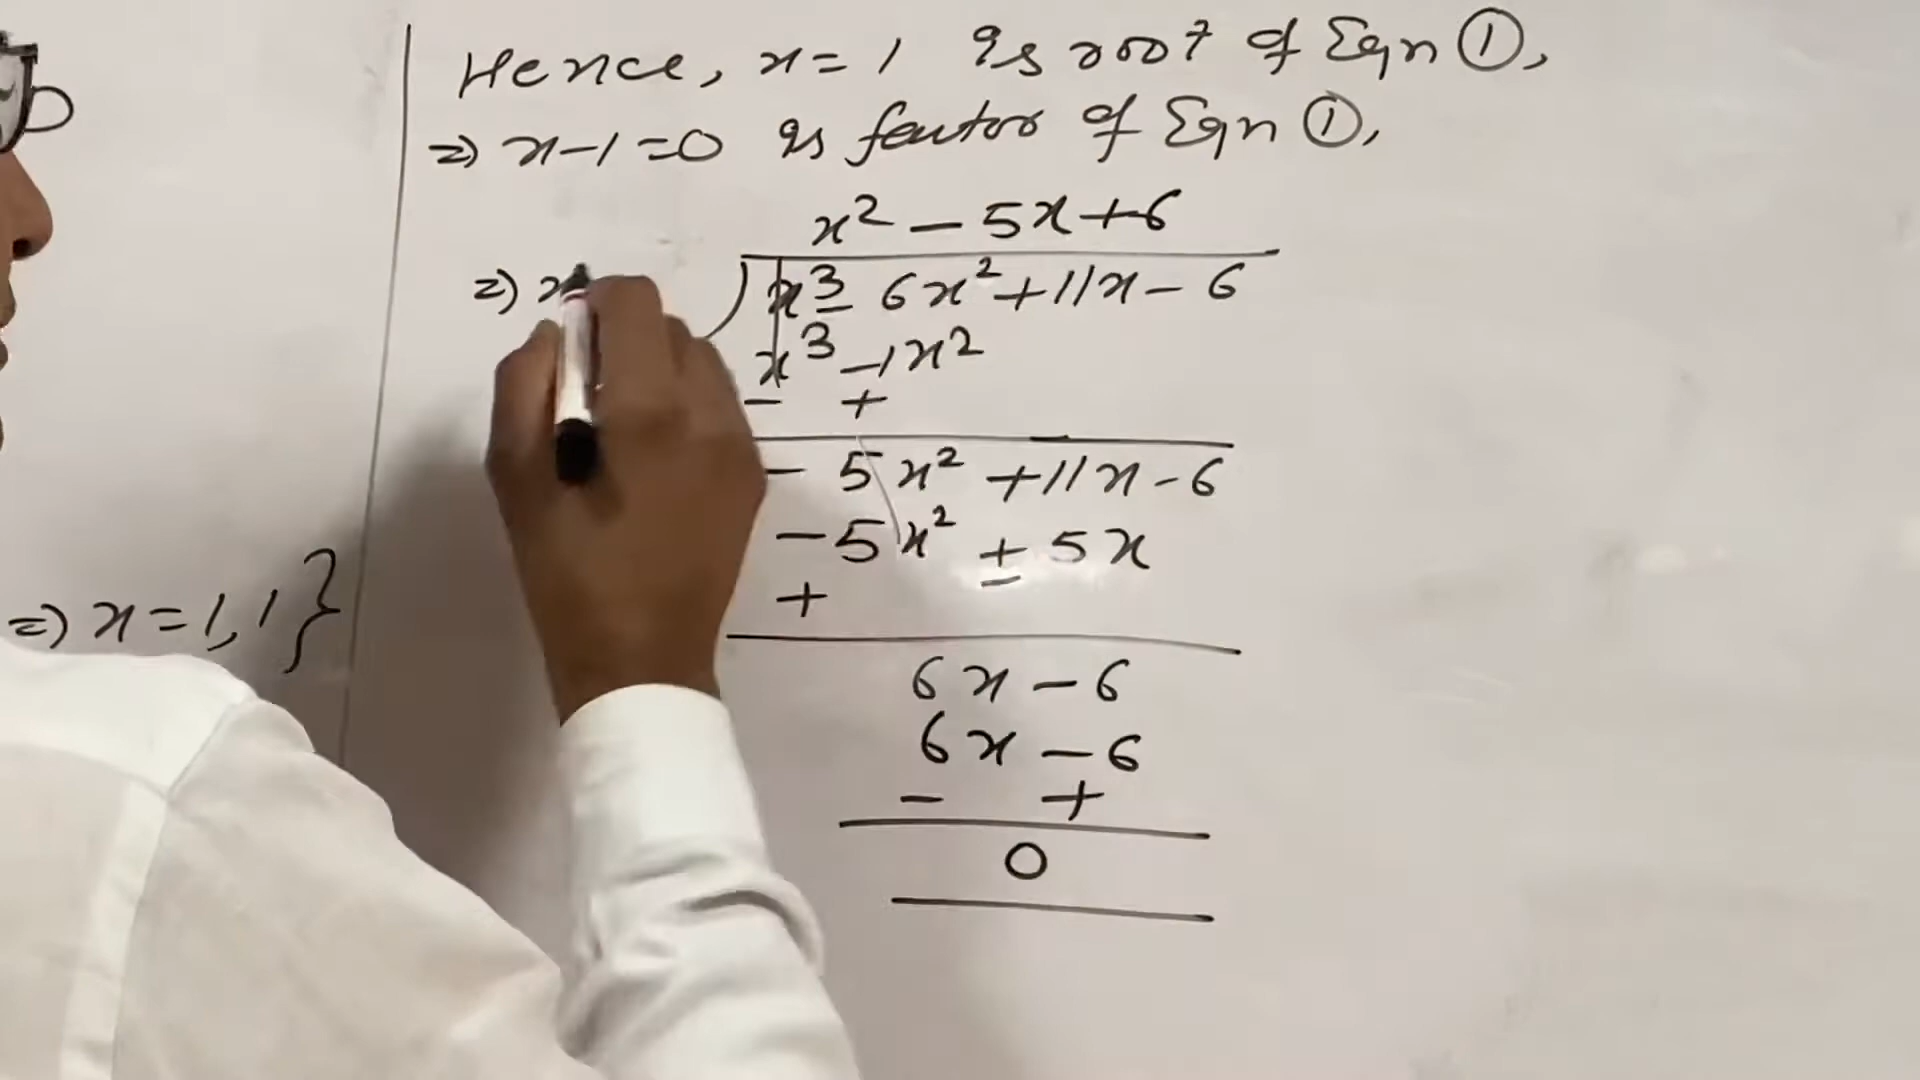 ⇒) x = 1, 1 }
Hence, x = 1 is root of Eqn ①,
⇒) x - 1 = 0 is factor of Eqn ①,
x² - 5x + 6
⇒) x
) x³ - 6x² + 11x - 6
x³ - 1x²
- +
- 5x² + 11x - 6
- 5x² + 5x
+ -
6x - 6
6x - 6
- +
0